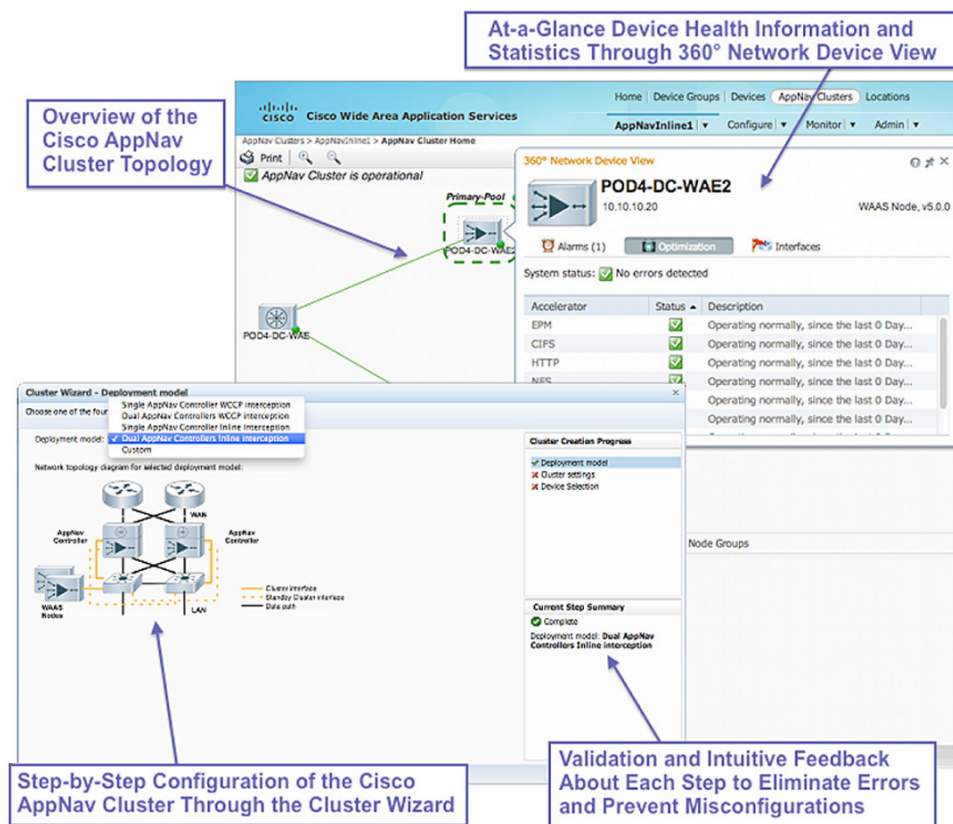 At-a-Glance Device Health Information and
Statistics Through 360° Network Device View
Overview of the
Cisco AppNav
Cluster Topology
CISCO Cisco Wide Area Application Services
Home | Device Groups | Devices AppNav Clusters Locations
AppNavInline1 | Configure | Monitor | Admin |
AppNav Clusters > AppNavInline1 > AppNav Cluster Home
Print
AppNav Cluster is operational
Primary-Pool
POD4-DC-WAE2
POD4-DC-WAE
360° Network Device View
POD4-DC-WAE2
10.10.10.20 WAAS Node, v5.0.0
Alarms (1) Optimization Interfaces
System status: No errors detected
Accelerator Status Description
EPM Operating normally, since the last 0 Day...
CIFS Operating normally, since the last 0 Day...
HTTP Operating normally, since the last 0 Day...
NFS Operating normally, since the last 0 Day...
Operating normally, since the last 0 Day...
Operating normally, since the last 0 Day...
Cluster Wizard - Deployment model
Choose one of the four
Single AppNav Controller WCCP interception
Dual AppNav Controllers WCCP interception
Single AppNav Controller Inline interception
Deployment model: ✓ Dual AppNav Controllers Inline interception
Custom
Network topology diagram for selected deployment model:
WAN
AppNav
Controller
AppNav
Controller
WAAS
Nodes
LAN
Cluster interface
Standby Cluster interface
Data path
Cluster Creation Progress
Deployment model
Cluster settings
Device Selection
Current Step Summary
Complete
Deployment model: Dual AppNav
Controllers Inline interception
Node Groups
Step-by-Step Configuration of the Cisco
AppNav Cluster Through the Cluster Wizard
Validation and Intuitive Feedback
About Each Step to Eliminate Errors
and Prevent Misconfigurations